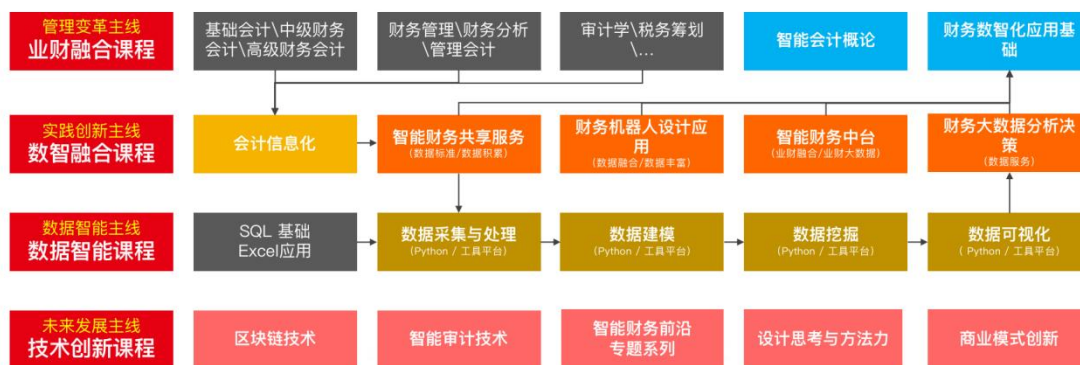 管理变革主线
业财融合课程
基础会计\中级财务
会计\高级财务会计
财务管理\财务分析
\管理会计
审计学\税务筹划
\...
智能会计概论
财务数智化应用基
础
实践创新主线
数智融合课程
会计信息化
智能财务共享服务
(数据标准/数据积累)
财务机器人设计应
用
(数据融合/数据丰富)
智能财务中台
(业财融合/业财大数据)
财务大数据分析决
策
(数据服务)
数据智能主线
数据智能课程
SQL 基础
Excel应用
数据采集与处理
(Python / 工具平台)
数据建模
(Python / 工具平台)
数据挖掘
(Python / 工具平台)
数据可视化
( Python / 工具平台)
未来发展主线
技术创新课程
区块链技术
智能审计技术
智能财务前沿
专题系列
设计思考与方法力
商业模式创新